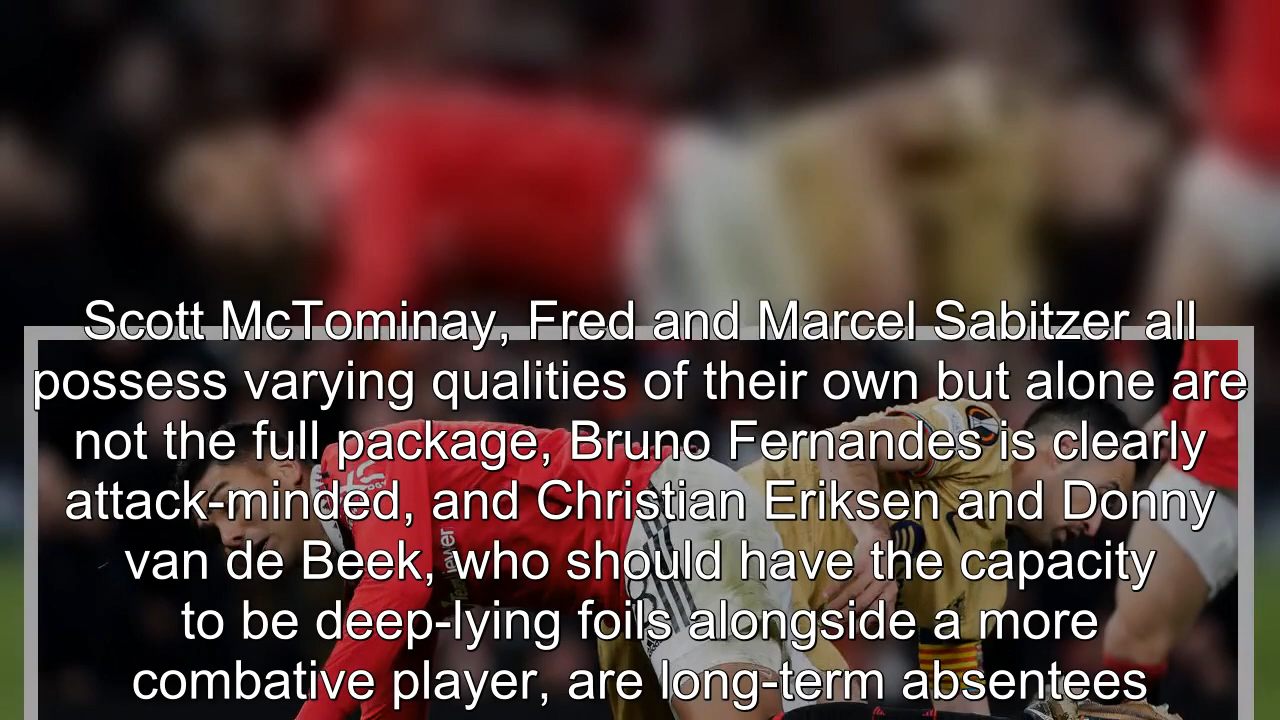 Scott McTominay, Fred and Marcel Sabitzer all
possess varying qualities of their own but alone are
not the full package, Bruno Fernandes is clearly
attack-minded, and Christian Eriksen and Donny
van de Beek, who should have the capacity
to be deep-lying foils alongside a more
combative player, are long-term absentees